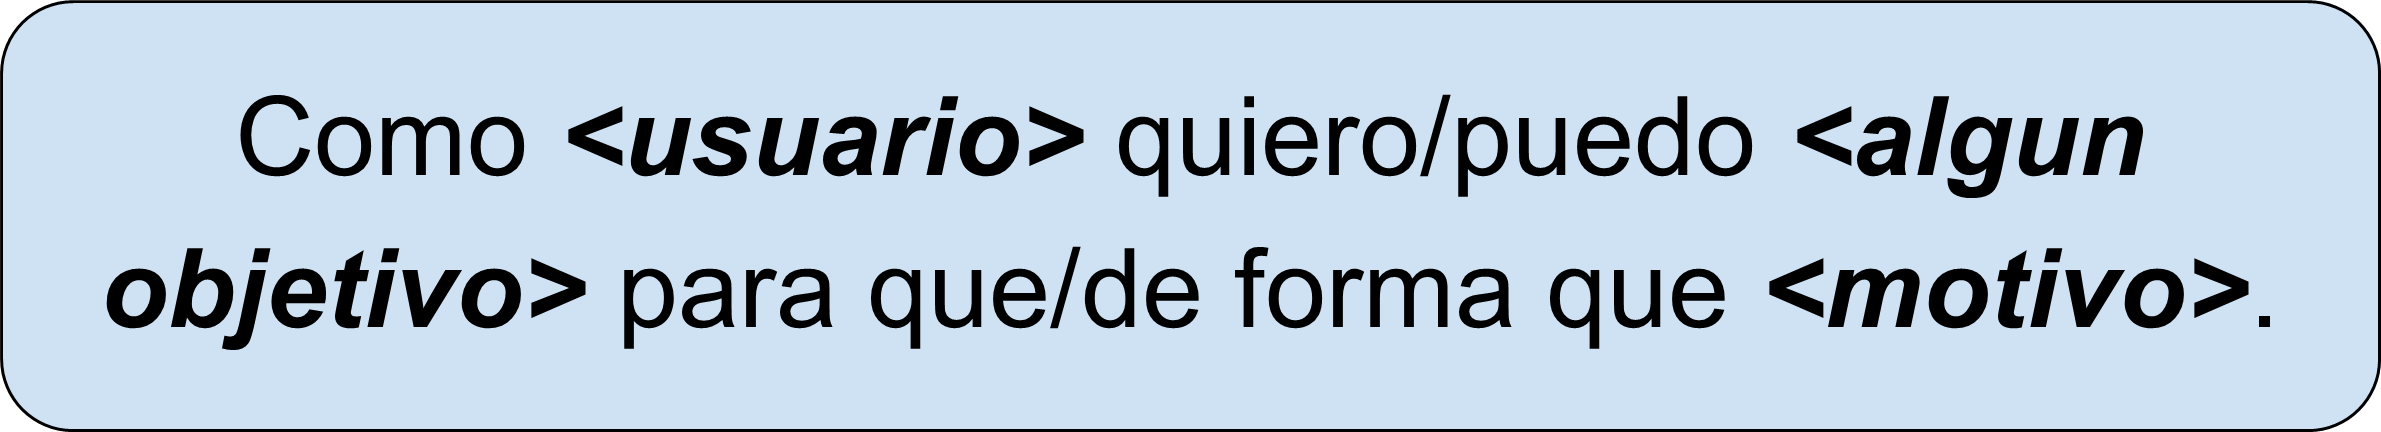 Como <usuario> quiero/puedo <algun
objetivo> para que/de forma que <motivo>.